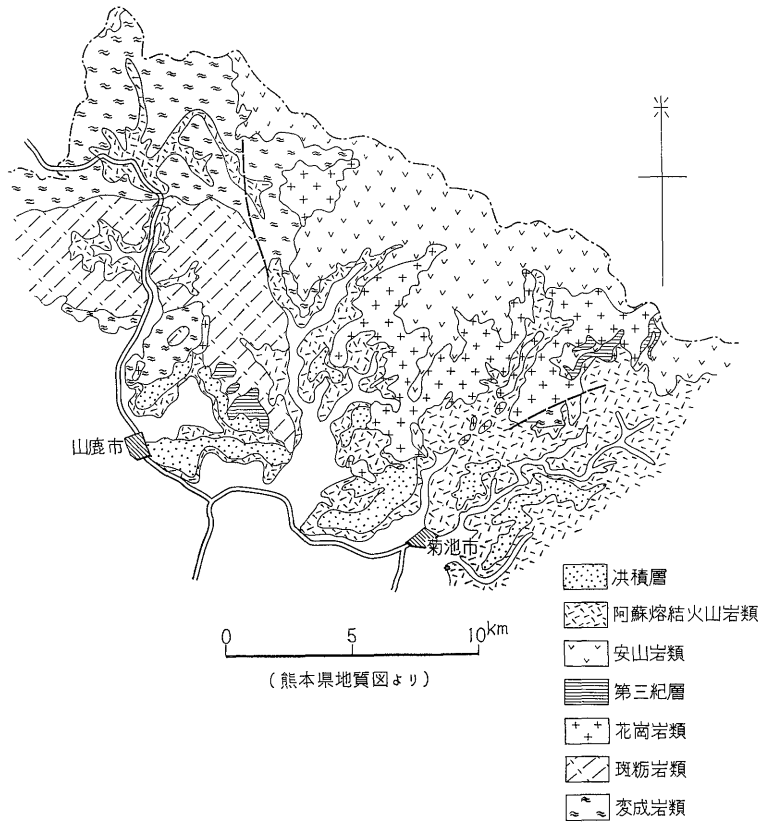 山鹿市
菊池市
0 5 10km
(熊本県地質図より)
洪積層
阿蘇熔結火山岩類
安山岩類
第三紀層
花崗岩類
斑粝岩類
変成岩類